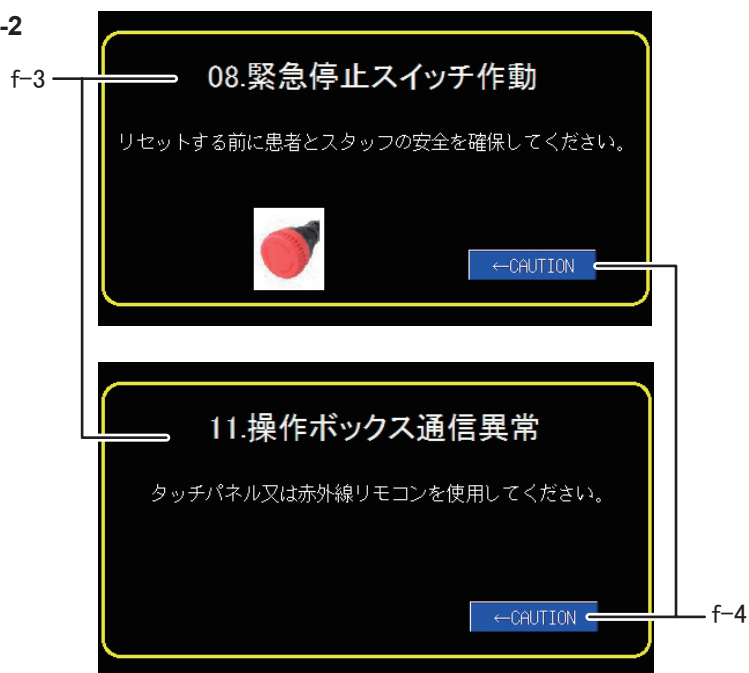 -2
f-3
08.緊急停止スイッチ作動
リセットする前に患者とスタッフの安全を確保してください。
←CAUTION
11.操作ボックス通信異常
タッチパネル又は赤外線リモコンを使用してください。
←CAUTION
f-4